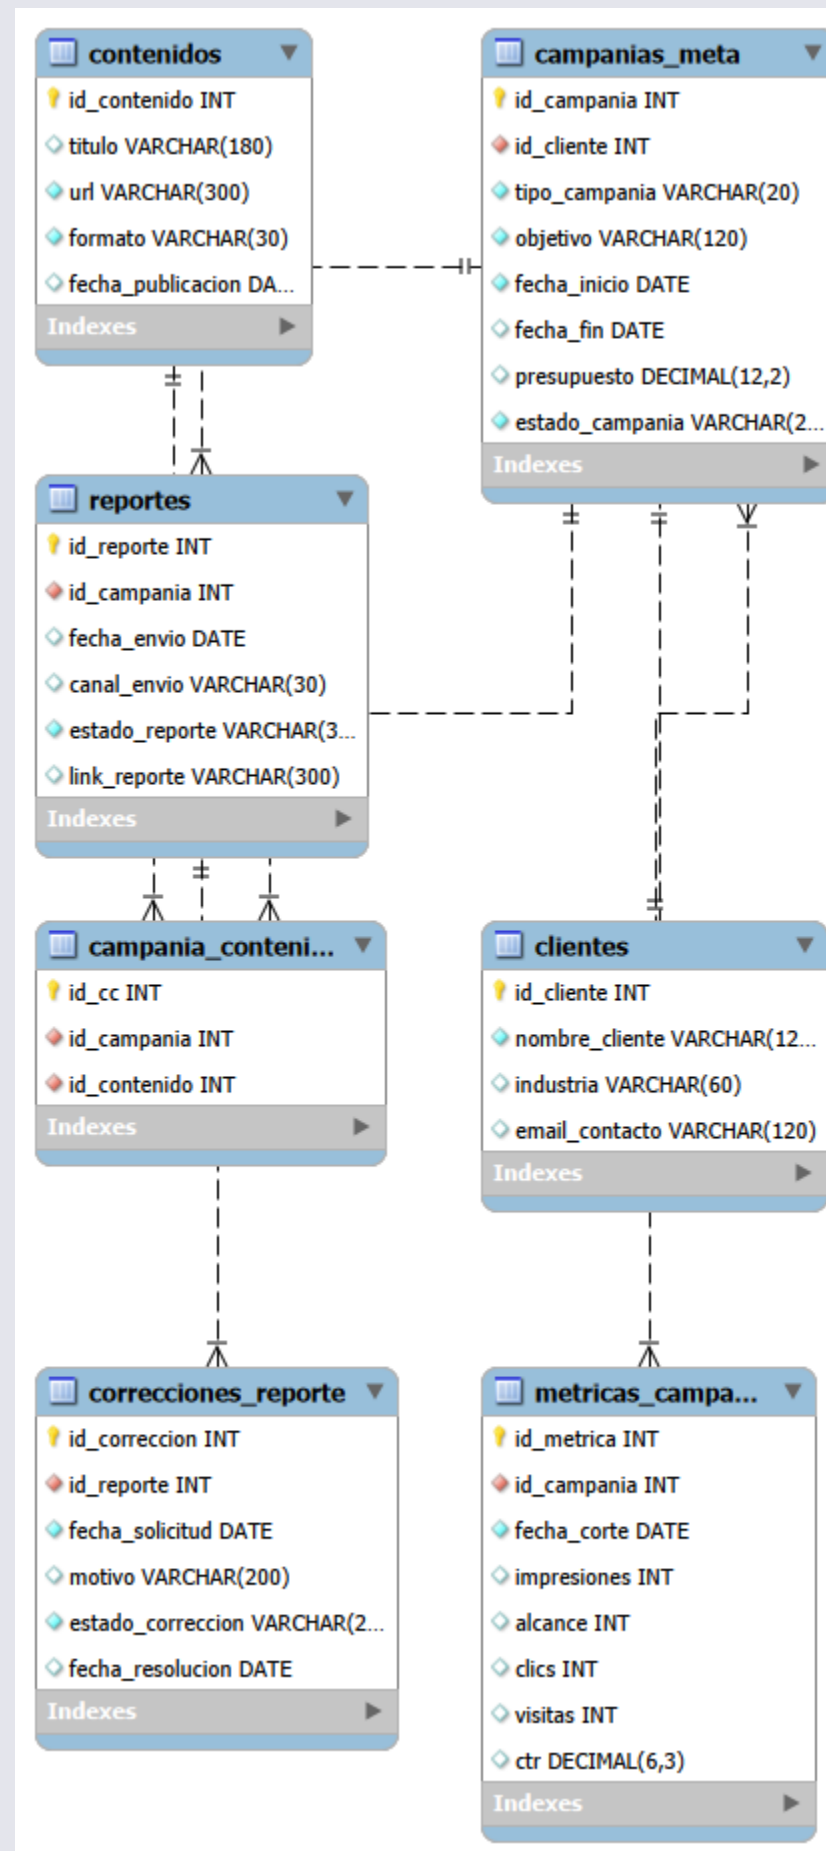 contenidos
id_contenido INT
titulo VARCHAR(180)
url VARCHAR(300)
formato VARCHAR(30)
fecha_publicacion DA...
Indexes
campanias_meta
id_campania INT
id_cliente INT
tipo_campania VARCHAR(20)
objetivo VARCHAR(120)
fecha_inicio DATE
fecha_fin DATE
presupuesto DECIMAL(12,2)
estado_campania VARCHAR(2...
Indexes
reportes
id_reporte INT
id_campania INT
fecha_envio DATE
canal_envio VARCHAR(30)
estado_reporte VARCHAR(3...
link_reporte VARCHAR(300)
Indexes
campania_conteni...
id_cc INT
id_campania INT
id_contenido INT
Indexes
clientes
id_cliente INT
nombre_cliente VARCHAR(12...
industria VARCHAR(60)
email_contacto VARCHAR(120)
Indexes
correcciones_reporte
id_correccion INT
id_reporte INT
fecha_solicitud DATE
motivo VARCHAR(200)
estado_correccion VARCHAR(2...
fecha_resolucion DATE
Indexes
metricas_campa...
id_metrica INT
id_campania INT
fecha_corte DATE
impresiones INT
alcance INT
clics INT
visitas INT
ctr DECIMAL(6,3)
Indexes